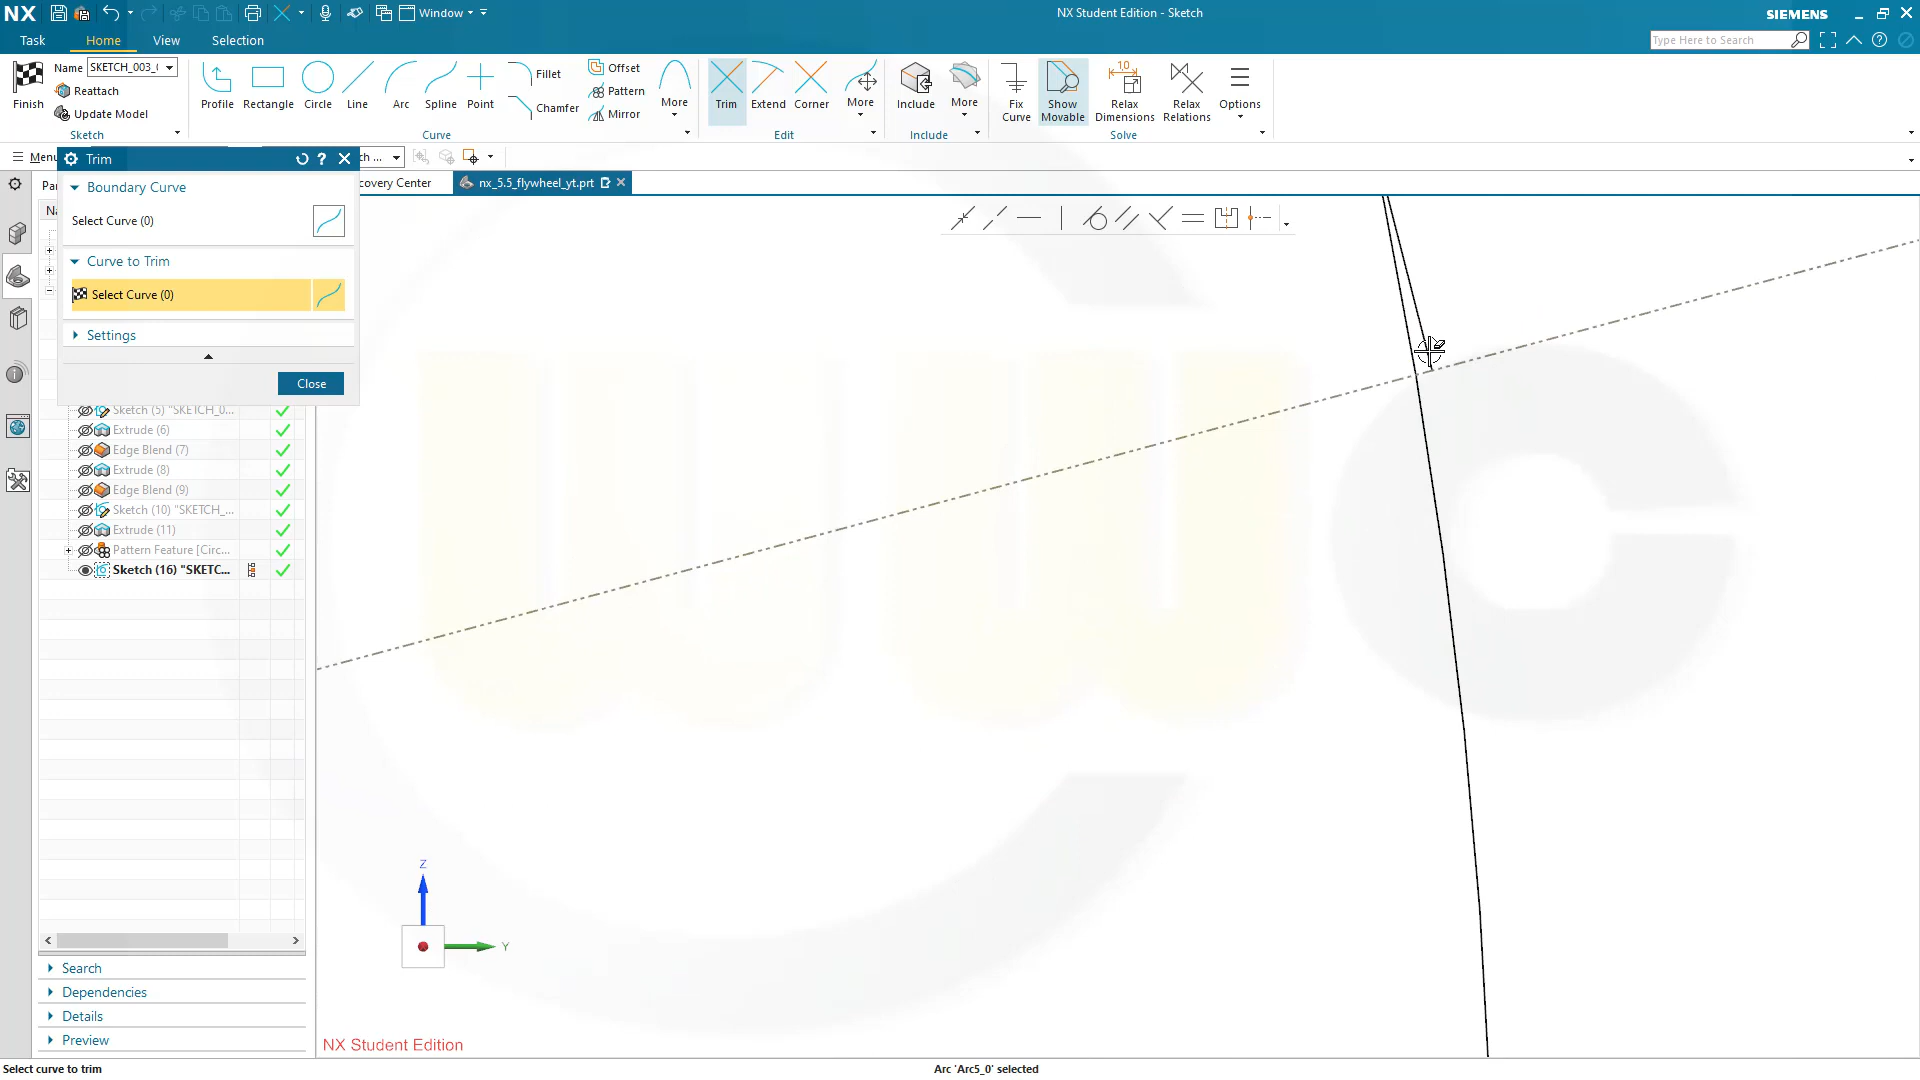 NX
Window
NX Student Edition - Sketch
SIEMENS
Task
Home
View
Selection
Type Here to Search
Finish
Name SKETCH_003_(
Reattach
Update Model
Sketch
Profile
Rectangle
Circle
Line
Arc
Spline
Point
Fillet
Chamfer
Offset
Pattern
Mirror
More
Curve
Trim
Extend
Corner
More
Edit
Include
More
Include
Fix
Curve
Show
Movable
Relax
Dimensions
Relax
Relations
Options
Solve
Menu
Trim
ch ...
Boundary Curve
Select Curve (0)
Curve to Trim
Select Curve (0)
Settings
Close
covery Center
nx_5.5_flywheel_yt.prt
Sketch (5) "SKETCH_0...
Extrude (6)
Edge Blend (7)
Extrude (8)
Edge Blend (9)
Sketch (10) "SKETCH_...
Extrude (11)
Pattern Feature [Circ...
Sketch (16) "SKETC...
Search
Dependencies
Details
Preview
Z
Y
NX Student Edition
Select curve to trim
Arc 'Arc5_0' selected